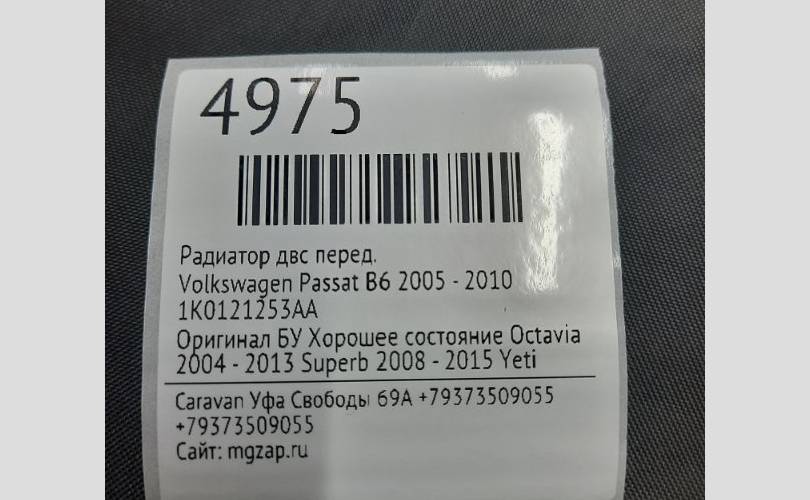 4975
Радиатор двс перед.
Volkswagen Passat B6 2005 - 2010
1K0121253AA
Оригинал БУ Хорошее состояние Octavia
2004 - 2013 Superb 2008 - 2015 Yeti
Caravan Уфа Свободы 69А +79373509055
+79373509055
Сайт: mgzap.ru